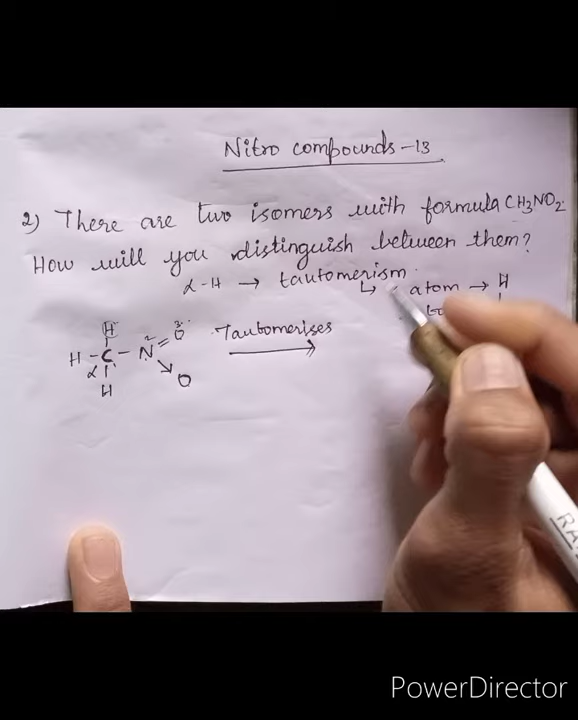 Nitro compounds -13
2) There are two isomers with formula CH3NO2.
How will you distinguish between them?
α-H → tautomerism
↳ atom → H
H 3 O
Tautomerises
H - C - N = O
α
H
O
PowerDirector